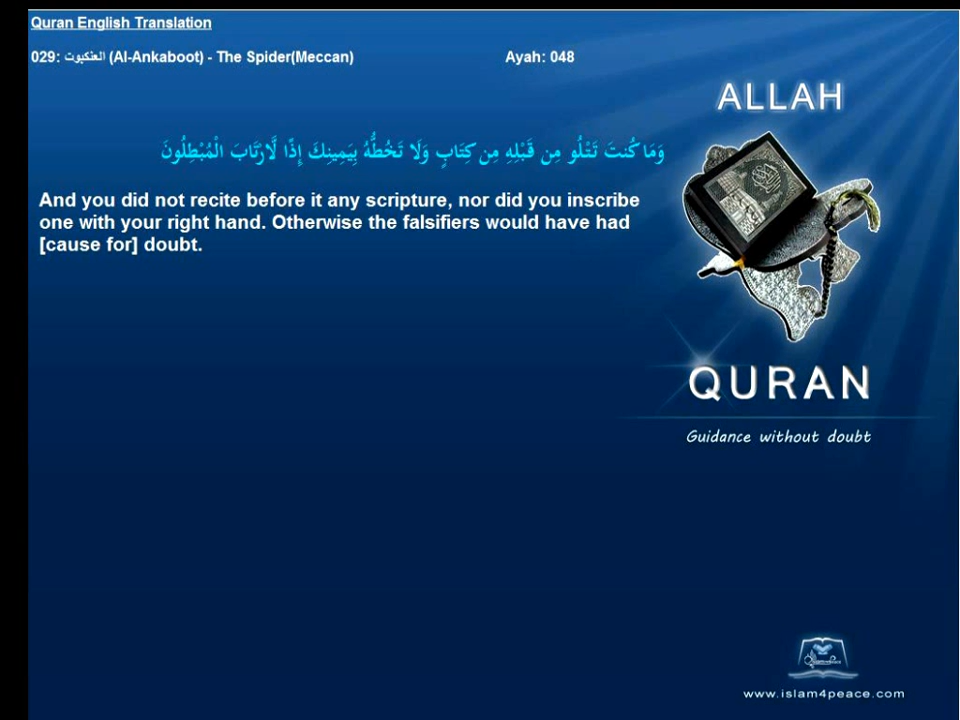 Quran English Translation
029: العنكبوت (Al-Ankaboot) - The Spider(Meccan) Ayah: 048
ALLAH
وَمَا كُنتَ تَتْلُو مِن قَبْلِهِ مِن كِتَابٍ وَلَا تَخُطُّهُ بِيَمِينِكَ إِذًا لَّارْتَابَ الْمُبْطِلُونَ
And you did not recite before it any scripture, nor did you inscribe
one with your right hand. Otherwise the falsifiers would have had
[cause for] doubt.
QURAN
Guidance without doubt
www.islam4peace.com